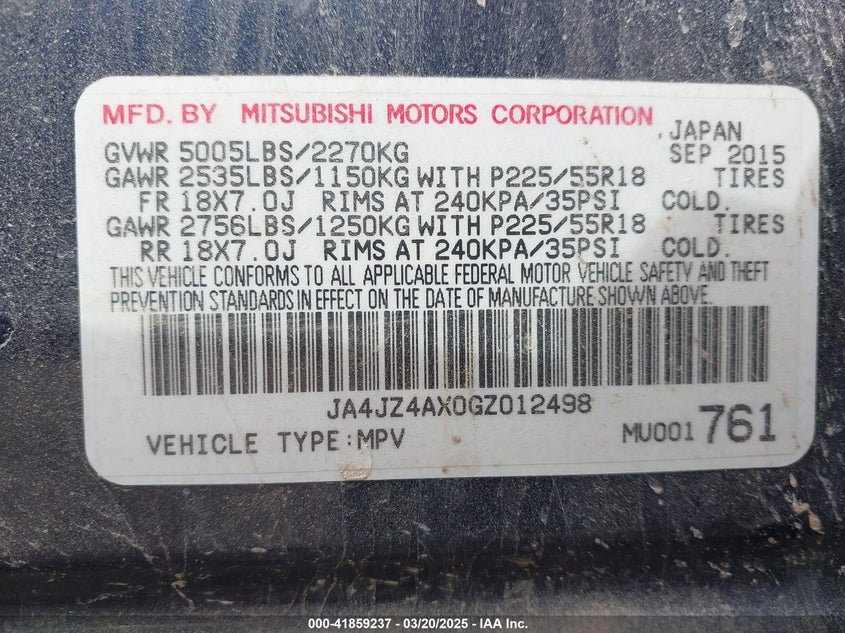 MFD. BY MITSUBISHI MOTORS CORPORATION
JAPAN
GVWR 5005LBS/2270KG SEP 2015
GAWR 2535LBS/1150KG WITH P225/55R18 TIRES
FR 18X7.0J RIMS AT 240KPA/35PSI COLD.
GAWR 2756LBS/1250KG WITH P225/55R18 TIRES
RR 18X7.0J RIMS AT 240KPA/35PSI COLD.
THIS VEHICLE CONFORMS TO ALL APPLICABLE FEDERAL MOTOR VEHICLE SAFETY AND THEFT
PREVENTION STANDARDS IN EFFECT ON THE DATE OF MANUFACTURE SHOWN ABOVE.
JA4JZ4AX0GZ012498
VEHICLE TYPE:MPV MU001 761
000-41859237 - 03/20/2025 - IAA Inc.